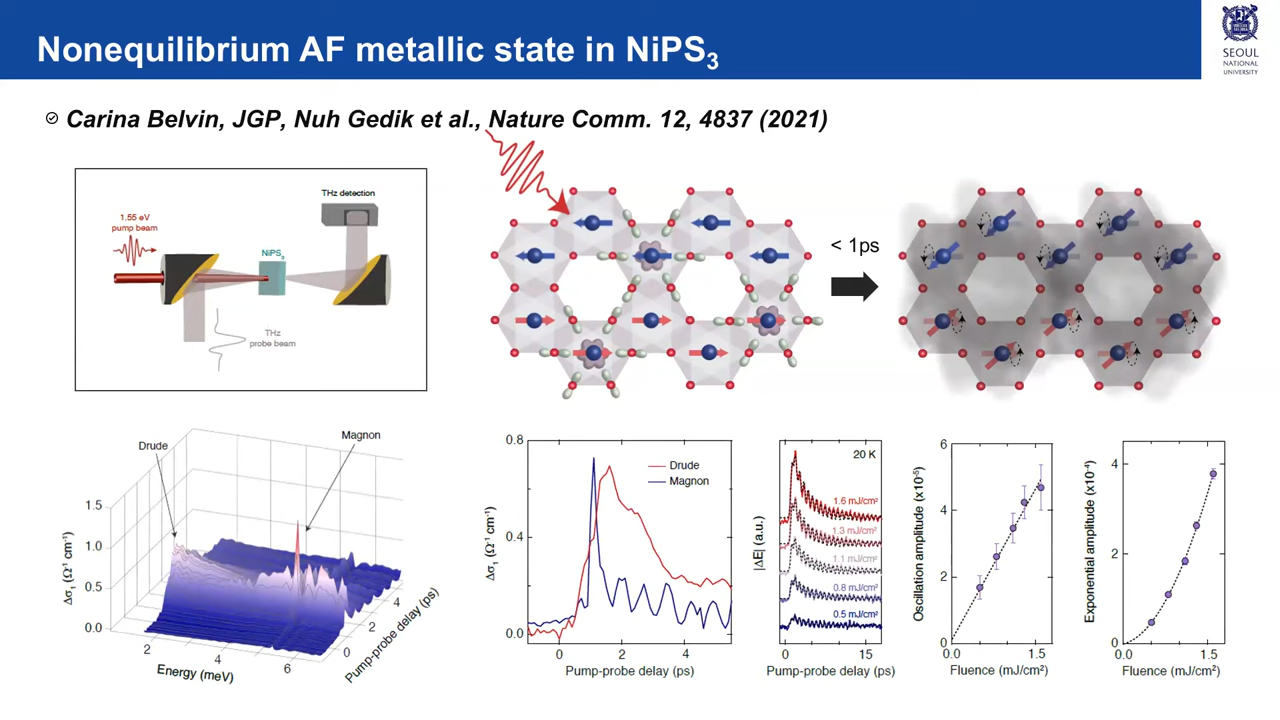 Nonequilibrium AF metallic state in NiPS3
SEOUL
NATIONAL
UNIVERSITY
Carina Belvin, JGP, Nuh Gedik et al., Nature Comm. 12, 4837 (2021)
THz detection
1.55 eV
pump beam
NiPS3
THz
probe beam
< 1ps
Drude
Magnon
Δσ1 (Ω-1 cm-1)
1.5
1.0
0.5
0.0
2
4
6
Energy (meV)
0
2
4
Pump-probe delay (ps)
Δσ1 (Ω-1 cm-1)
0.8
0.4
0.0
Drude
Magnon
0
2
4
Pump-probe delay (ps)
|ΔE| (a.u.)
20 K
1.6 mJ/cm2
1.3 mJ/cm2
1.1 mJ/cm2
0.8 mJ/cm2
0.5 mJ/cm2
0
15
Pump-probe delay (ps)
Oscillation amplitude (x10-5)
6
4
2
0
0.0
1.5
Fluence (mJ/cm2)
Exponential amplitude (x10-4)
4
2
0
0.0
1.5
Fluence (mJ/cm2)